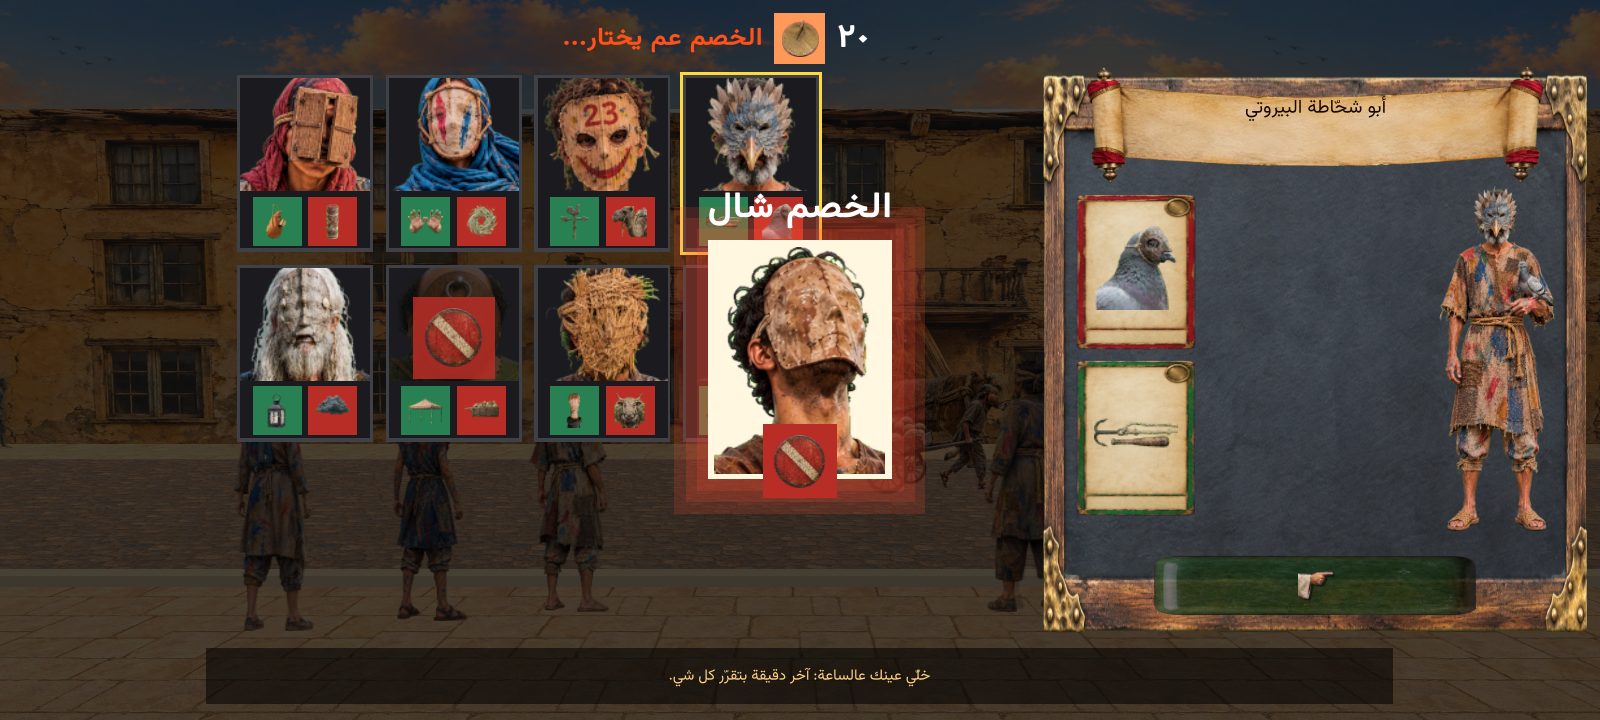 الخصم عم يختار... ٢٠
23
الخصم شال
أبو شحّاطة البيروتي
خلّي عينك عالساعة: آخر دقيقة بتقرّر كل شي.